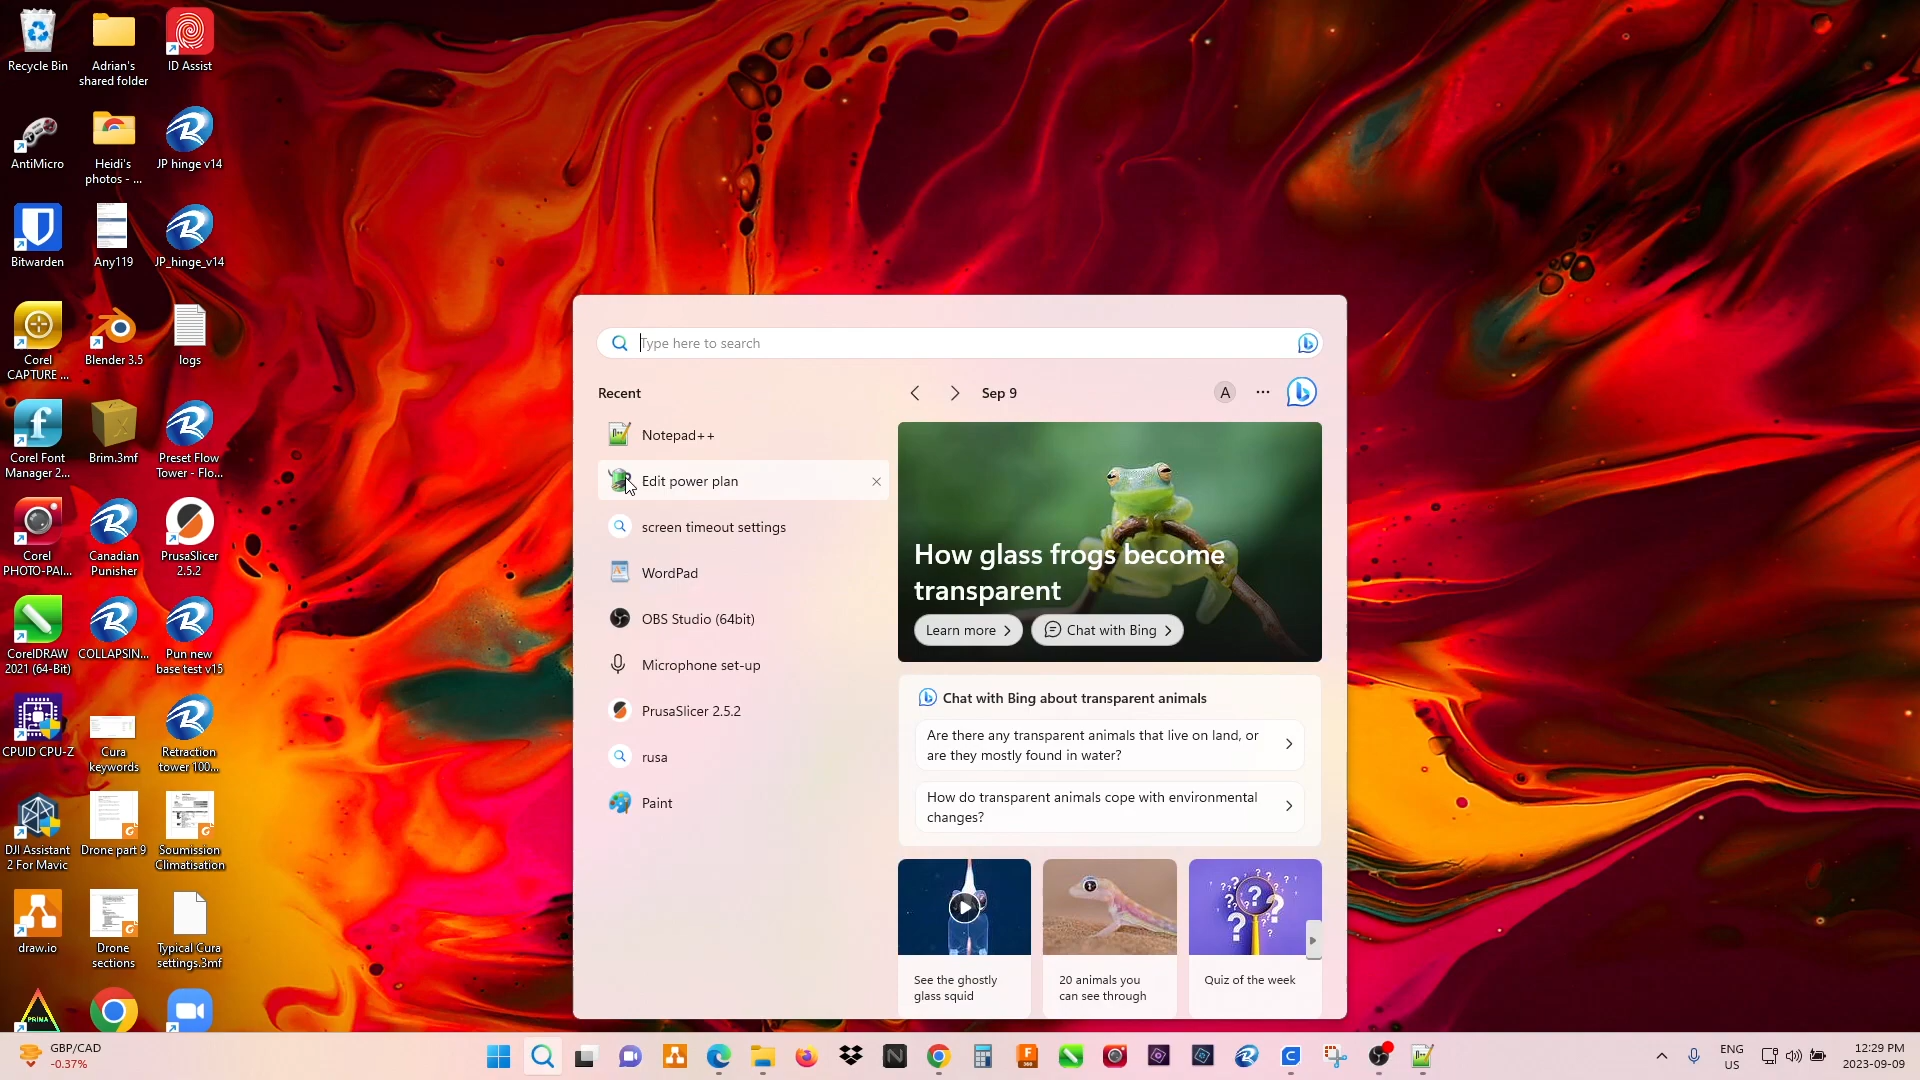 Recycle Bin
Adrian's
shared folder
ID Assist
AntiMicro
Heidi's
photos - ...
JP hinge v14
Bitwarden
Any119
JP_hinge_v14
Corel
CAPTURE ...
Blender 3.5
logs
Corel Font
Manager 2...
Brim.3mf
Preset Flow
Tower - Flo...
Corel
PHOTO-PAI...
Canadian
Punisher
PrusaSlicer
2.5.2
CorelDRAW
2021 (64-Bit)
COLLAPSIN...
Pun new
base test v15
CPUID CPU-Z
Cura
keywords
Retraction
tower 100...
DJI Assistant
2 For Mavic
Drone part 9
Soumission
Climatisation
draw.io
Drone
sections
Typical Cura
settings.3mf
PRiNA
Type here to search
Recent
Notepad++
Edit power plan
screen timeout settings
WordPad
OBS Studio (64bit)
Microphone set-up
PrusaSlicer 2.5.2
rusa
Paint
Sep 9
A
How glass frogs become
transparent
Learn more
Chat with Bing
Chat with Bing about transparent animals
Are there any transparent animals that live on land, or
are they mostly found in water?
How do transparent animals cope with environmental
changes?
See the ghostly
glass squid
20 animals you
can see through
Quiz of the week
GBP/CAD
-0.37%
ENG
US
12:29 PM
2023-09-09